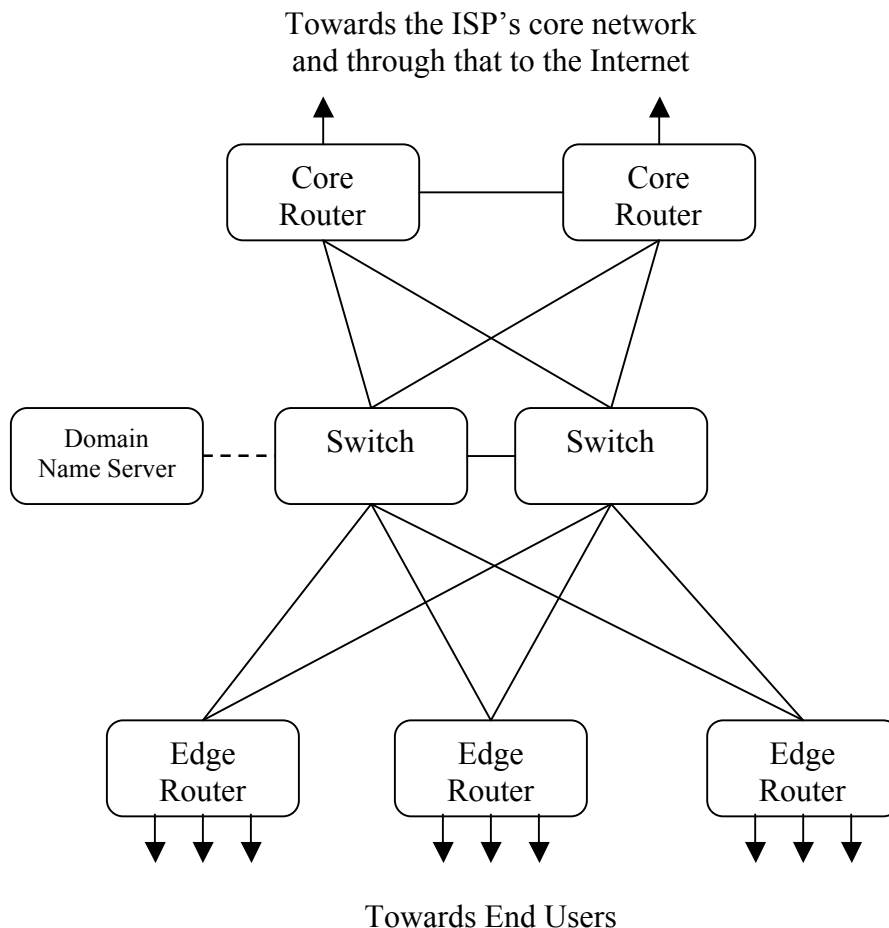 Towards the ISP’s core network
and through that to the Internet
Core
Router
Core
Router
Domain
Name Server
Switch
Switch
Edge
Router
Edge
Router
Edge
Router
Towards End Users